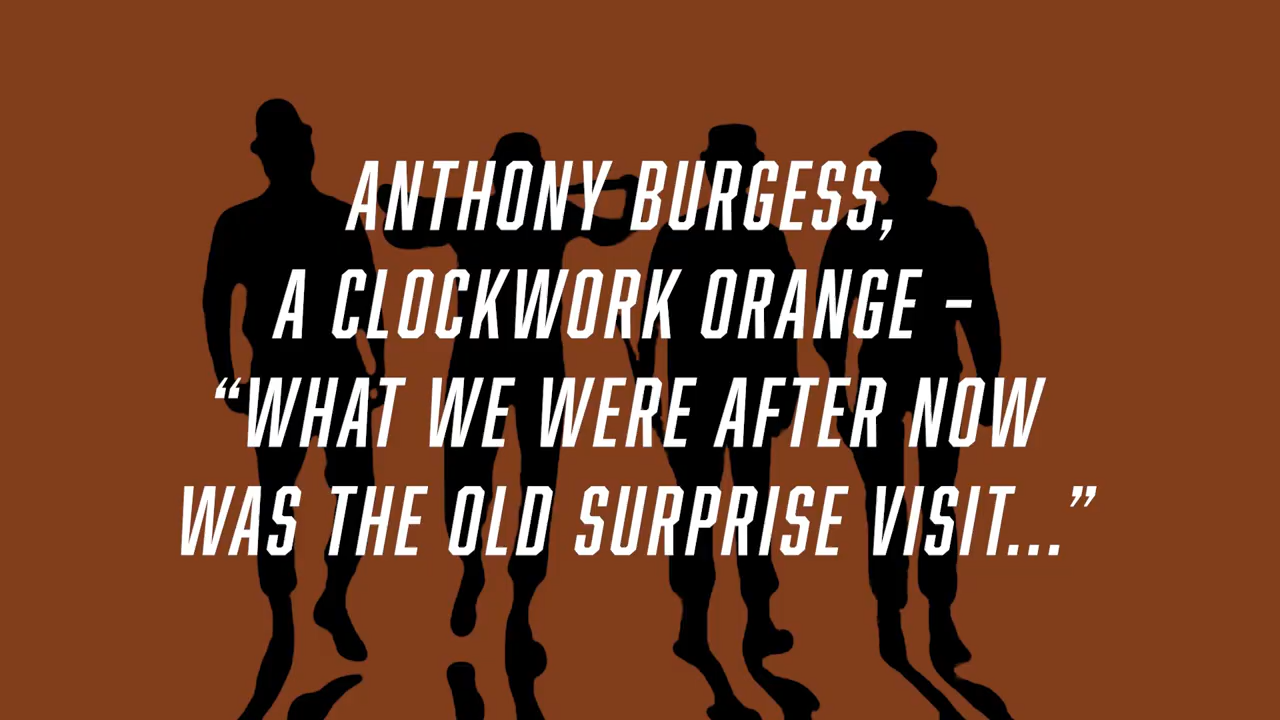 ANTHONY BURGESS,
A CLOCKWORK ORANGE –
“WHAT WE WERE AFTER NOW
WAS THE OLD SURPRISE VISIT...”